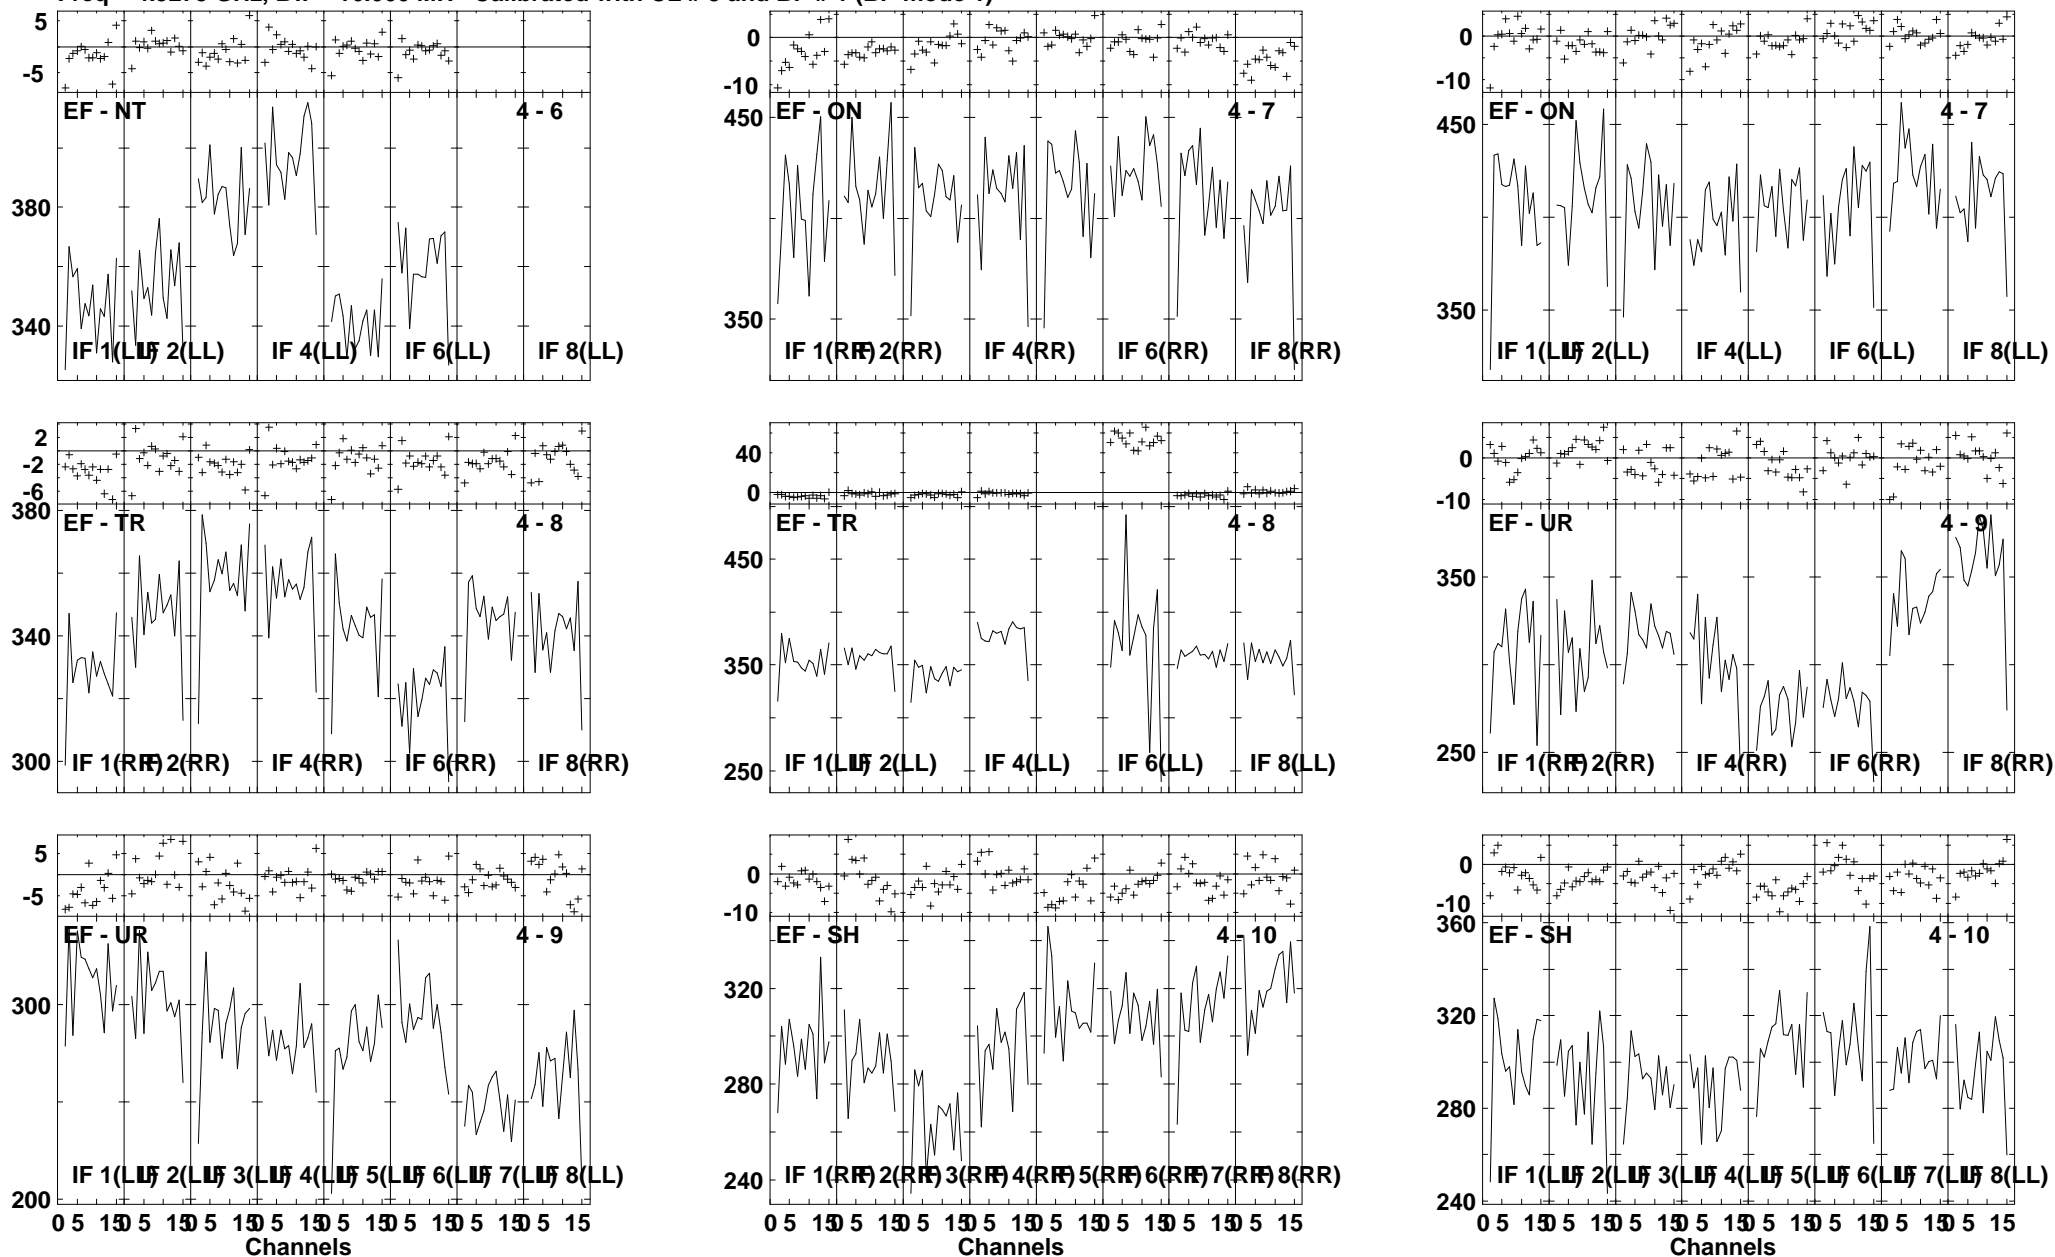 5
-5
EF - NT
4 - 6
380
340
IF 1(LL)
IF 2(LL)
IF 4(LL)
IF 6(LL)
IF 8(LL)
0
-10
EF - ON
4 - 7
450
350
IF 1(RR)
IF 2(RR)
IF 4(RR)
IF 6(RR)
IF 8(RR)
0
-10
EF - ON
4 - 7
450
350
IF 1(LL)
IF 2(LL)
IF 4(LL)
IF 6(LL)
IF 8(LL)
2
-2
-6
EF - TR
4 - 8
380
340
300
IF 1(RR)
IF 2(RR)
IF 4(RR)
IF 6(RR)
IF 8(RR)
40
0
EF - TR
4 - 8
450
350
250
IF 1(LL)
IF 2(LL)
IF 4(LL)
IF 6(LL)
IF 8(LL)
0
-10
EF - UR
4 - 9
350
250
IF 1(RR)
IF 2(RR)
IF 4(RR)
IF 6(RR)
IF 8(RR)
5
-5
EF - UR
4 - 9
300
200
IF 1(LL)
IF 2(LL)
IF 3(LL)
IF 4(LL)
IF 5(LL)
IF 6(LL)
IF 7(LL)
IF 8(LL)
0 5 15 0 5 15 0 5 15 0 5 15 0 5 15 0 5 15 0 5 15 0 5 15
Channels
0
-10
EF - SH
4 - 10
320
280
240
IF 1(RR)
IF 2(RR)
IF 3(RR)
IF 4(RR)
IF 5(RR)
IF 6(RR)
IF 7(RR)
IF 8(RR)
0 5 15 0 5 15 0 5 15 0 5 15 0 5 15 0 5 15 0 5 15 0 5 15
Channels
0
-10
EF - SH
4 - 10
360
320
280
240
IF 1(LL)
IF 2(LL)
IF 3(LL)
IF 4(LL)
IF 5(LL)
IF 6(LL)
IF 7(LL)
IF 8(LL)
0 5 15 0 5 15 0 5 15 0 5 15 0 5 15 0 5 15 0 5 15 0 5 15
Channels